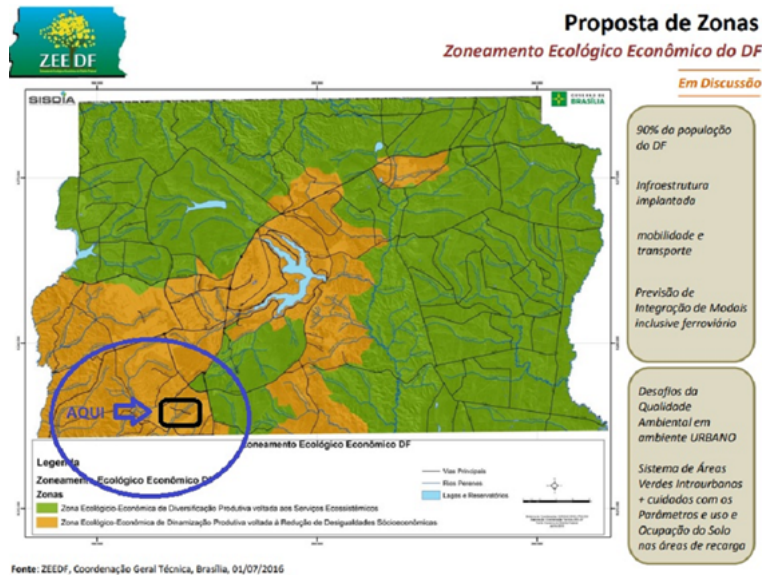 ZEEDF
Proposta de Zonas
Zoneamento Ecológico Econômico do DF
Em Discussão
SISDIA
BRASÍLIA
90% da população
do DF
Infraestrutura
implantada
mobilidade e
transporte
Previsão de
Integração de Modais
inclusive ferroviário
AQUI
Desafios da
Qualidade
Ambiental em
ambiente URBANO
Sistema de Áreas
Verdes Intraurbanas
+ cuidados com os
Parâmetros e uso e
Ocupação do Solo
nas áreas de recarga
Zoneamento Ecológico Econômico DF
Legenda
Zoneamento Ecológico Econômico DF
Zonas
Zona Ecológico-Econômica de Diversificação Produtiva voltada aos Serviços Ecossistêmicos
Zona Ecológico-Econômica de Dinamização Produtiva voltada à Redução de Desigualdades Sócioeconômicas
Vias Principais
Rios Perenes
Lagos e Reservatórios
Fonte: ZEEDF, Coordenação Geral Técnica, Brasília, 01/07/2016